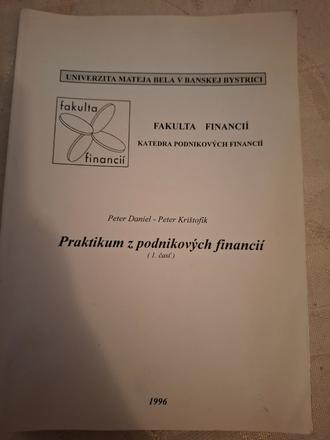 UNIVERZITA MATEJA BELA V BANSKEJ BYSTRICI
fakulta
financií
FAKULTA FINANCIÍ
KATEDRA PODNIKOVÝCH FINANCIÍ
Peter Daniel - Peter Krištofík
Praktikum z podnikových financií
( 1. časť )
1996